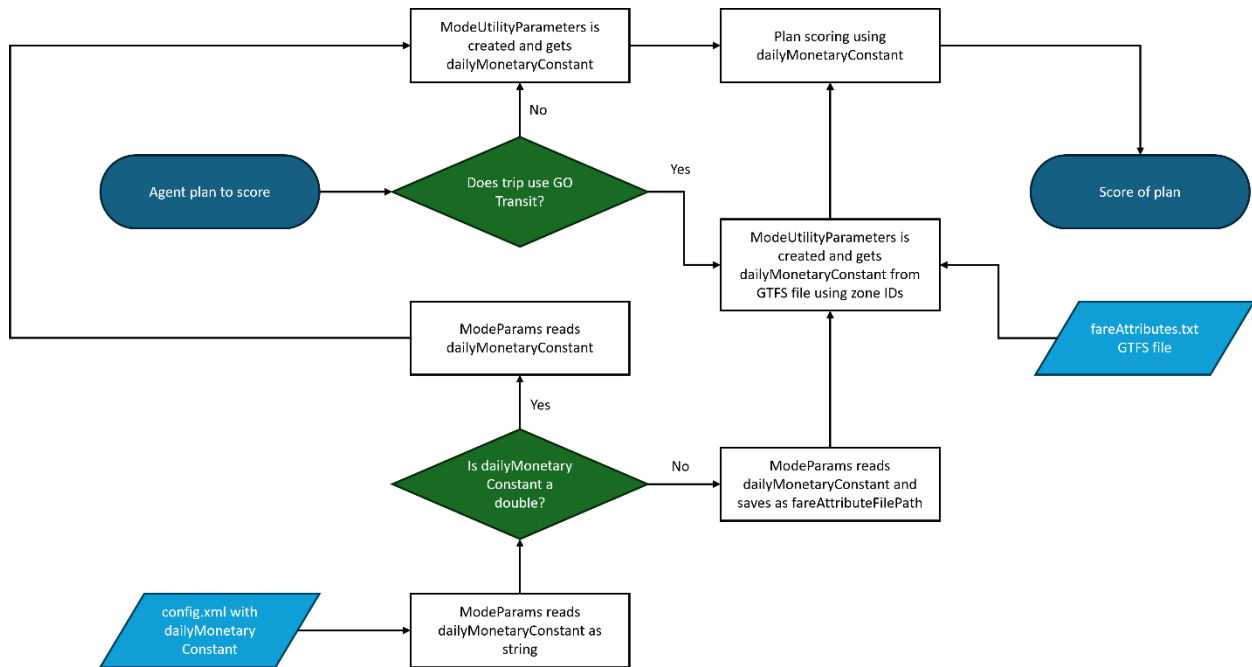 ModeUtilityParameters is
created and gets
dailyMonetaryConstant
Plan scoring using
dailyMonetaryConstant
No
Agent plan to score
Does trip use GO
Transit?
Yes
Score of plan
ModeUtilityParameters is
created and gets
dailyMonetaryConstant from
GTFS file using zone IDs
ModeParams reads
dailyMonetaryConstant
fareAttributes.txt
GTFS file
Yes
Is dailyMonetary
Constant a
double?
No
ModeParams reads
dailyMonetaryConstant and
saves as fareAttributeFilePath
config.xml with
dailyMonetary
Constant
ModeParams reads
dailyMonetaryConstant as
string